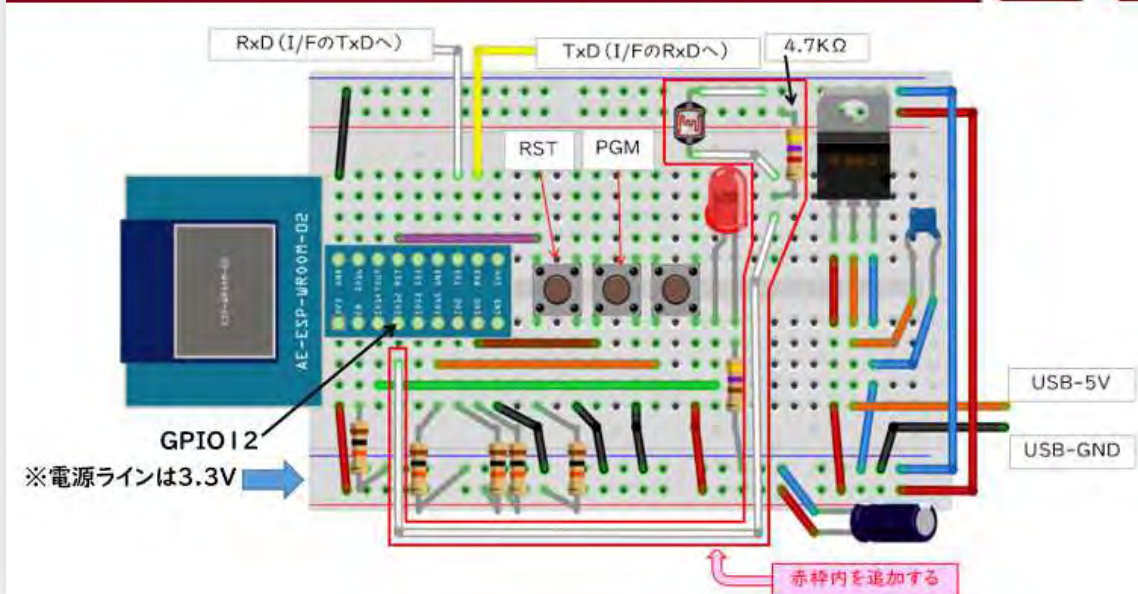 RxD(I/FのTxDへ)
TxD(I/FのRxDへ)
4.7KΩ
RST
PGM
AE-ESP-WROOM-02
USB-5V
USB-GND
GPIO12
※電源ラインは3.3V
赤枠内を追加する